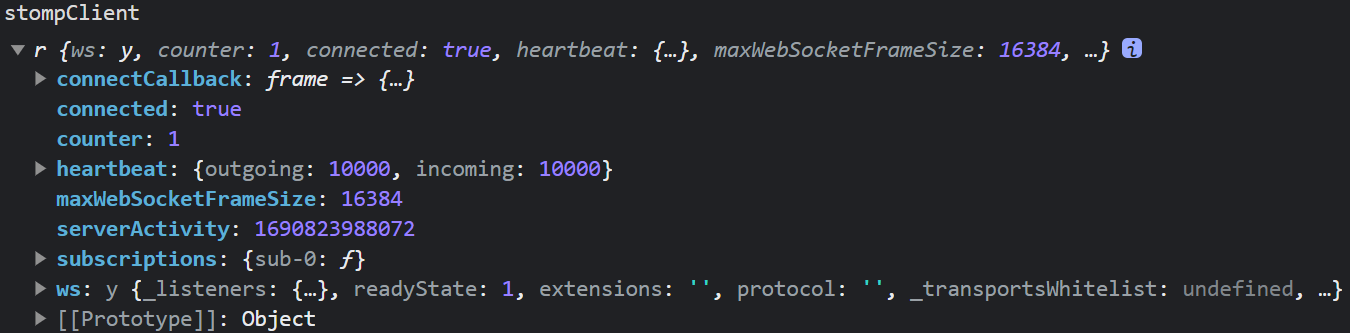 stompClient
▼ r {ws: y, counter: 1, connected: true, heartbeat: {…}, maxWebSocketFrameSize: 16384, …} i
▶ connectCallback: frame => {…}
connected: true
counter: 1
▶ heartbeat: {outgoing: 10000, incoming: 10000}
maxWebSocketFrameSize: 16384
serverActivity: 1690823988072
▶ subscriptions: {sub-0: ƒ}
▶ ws: y {_listeners: {…}, readyState: 1, extensions: '', protocol: '', _transportsWhitelist: undefined, …}
▶ [[Prototype]]: Object